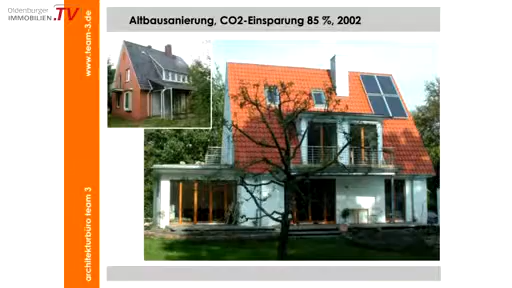 Oldenburger
IMMOBILIEN.TV
Altbausanierung, CO2-Einsparung 85 %, 2002
www.team-3.de
architekturbüro team 3